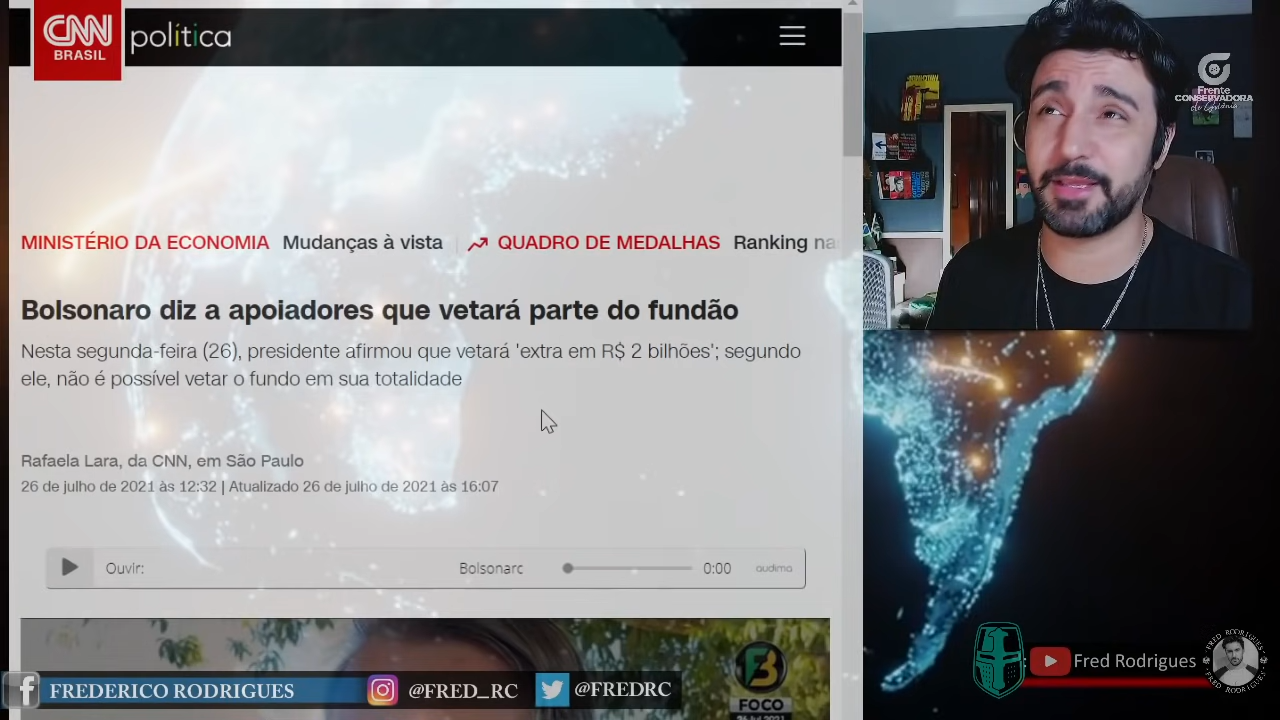 CNN
BRASIL
política
Frente
CONSERVADORA
MINISTÉRIO DA ECONOMIA Mudanças à vista
QUADRO DE MEDALHAS Ranking na
Bolsonaro diz a apoiadores que vetará parte do fundão
Nesta segunda-feira (26), presidente afirmou que vetará 'extra em R$ 2 bilhões'; segundo
ele, não é possível vetar o fundo em sua totalidade
Rafaela Lara, da CNN, em São Paulo
26 de julho de 2021 às 12:32 | Atualizado 26 de julho de 2021 às 16:07
Ouvir:
Bolsonarc
0:00
audima
FOCO
FREDERICO RODRIGUES
@FRED_RC
@FREDRC
Fred Rodrigues
FRED RODRIGUES
FRED RODRIGUES